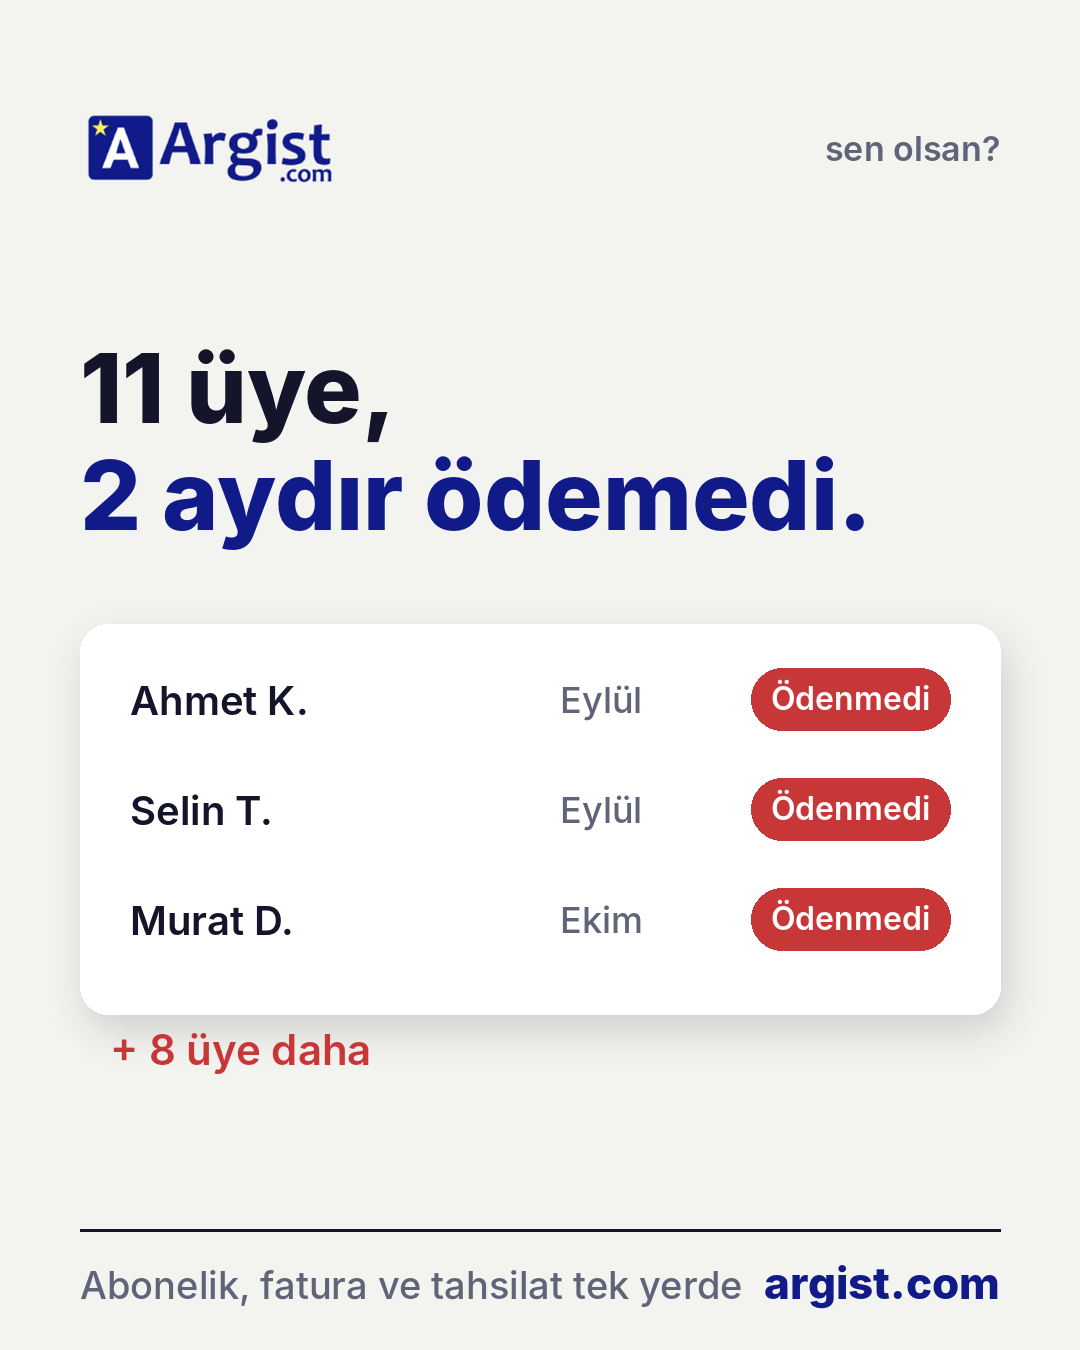 A Argist
.com
sen olsan?
11 üye,
2 aydır ödemedi.
Ahmet K. Eylül Ödenmedi
Selin T. Eylül Ödenmedi
Murat D. Ekim Ödenmedi
+ 8 üye daha
Abonelik, fatura ve tahsilat tek yerde argist.com